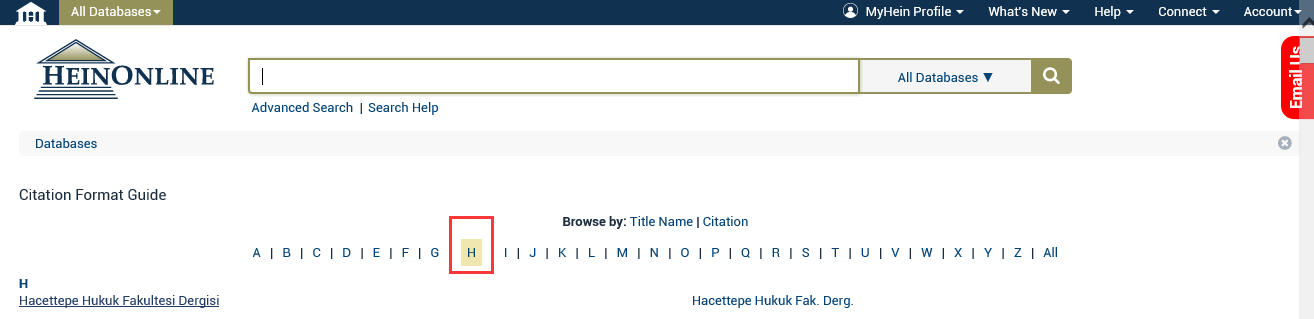 All Databases MyHein Profile What's New Help Connect Account
HEINONLINE All Databases ▼
Advanced Search | Search Help
Email Us
Databases
Citation Format Guide
Browse by: Title Name | Citation
A | B | C | D | E | F | G H I | J | K | L | M | N | O | P | Q | R | S | T | U | V | W | X | Y | Z | All
H
Hacettepe Hukuk Fakultesi Dergisi Hacettepe Hukuk Fak. Derg.